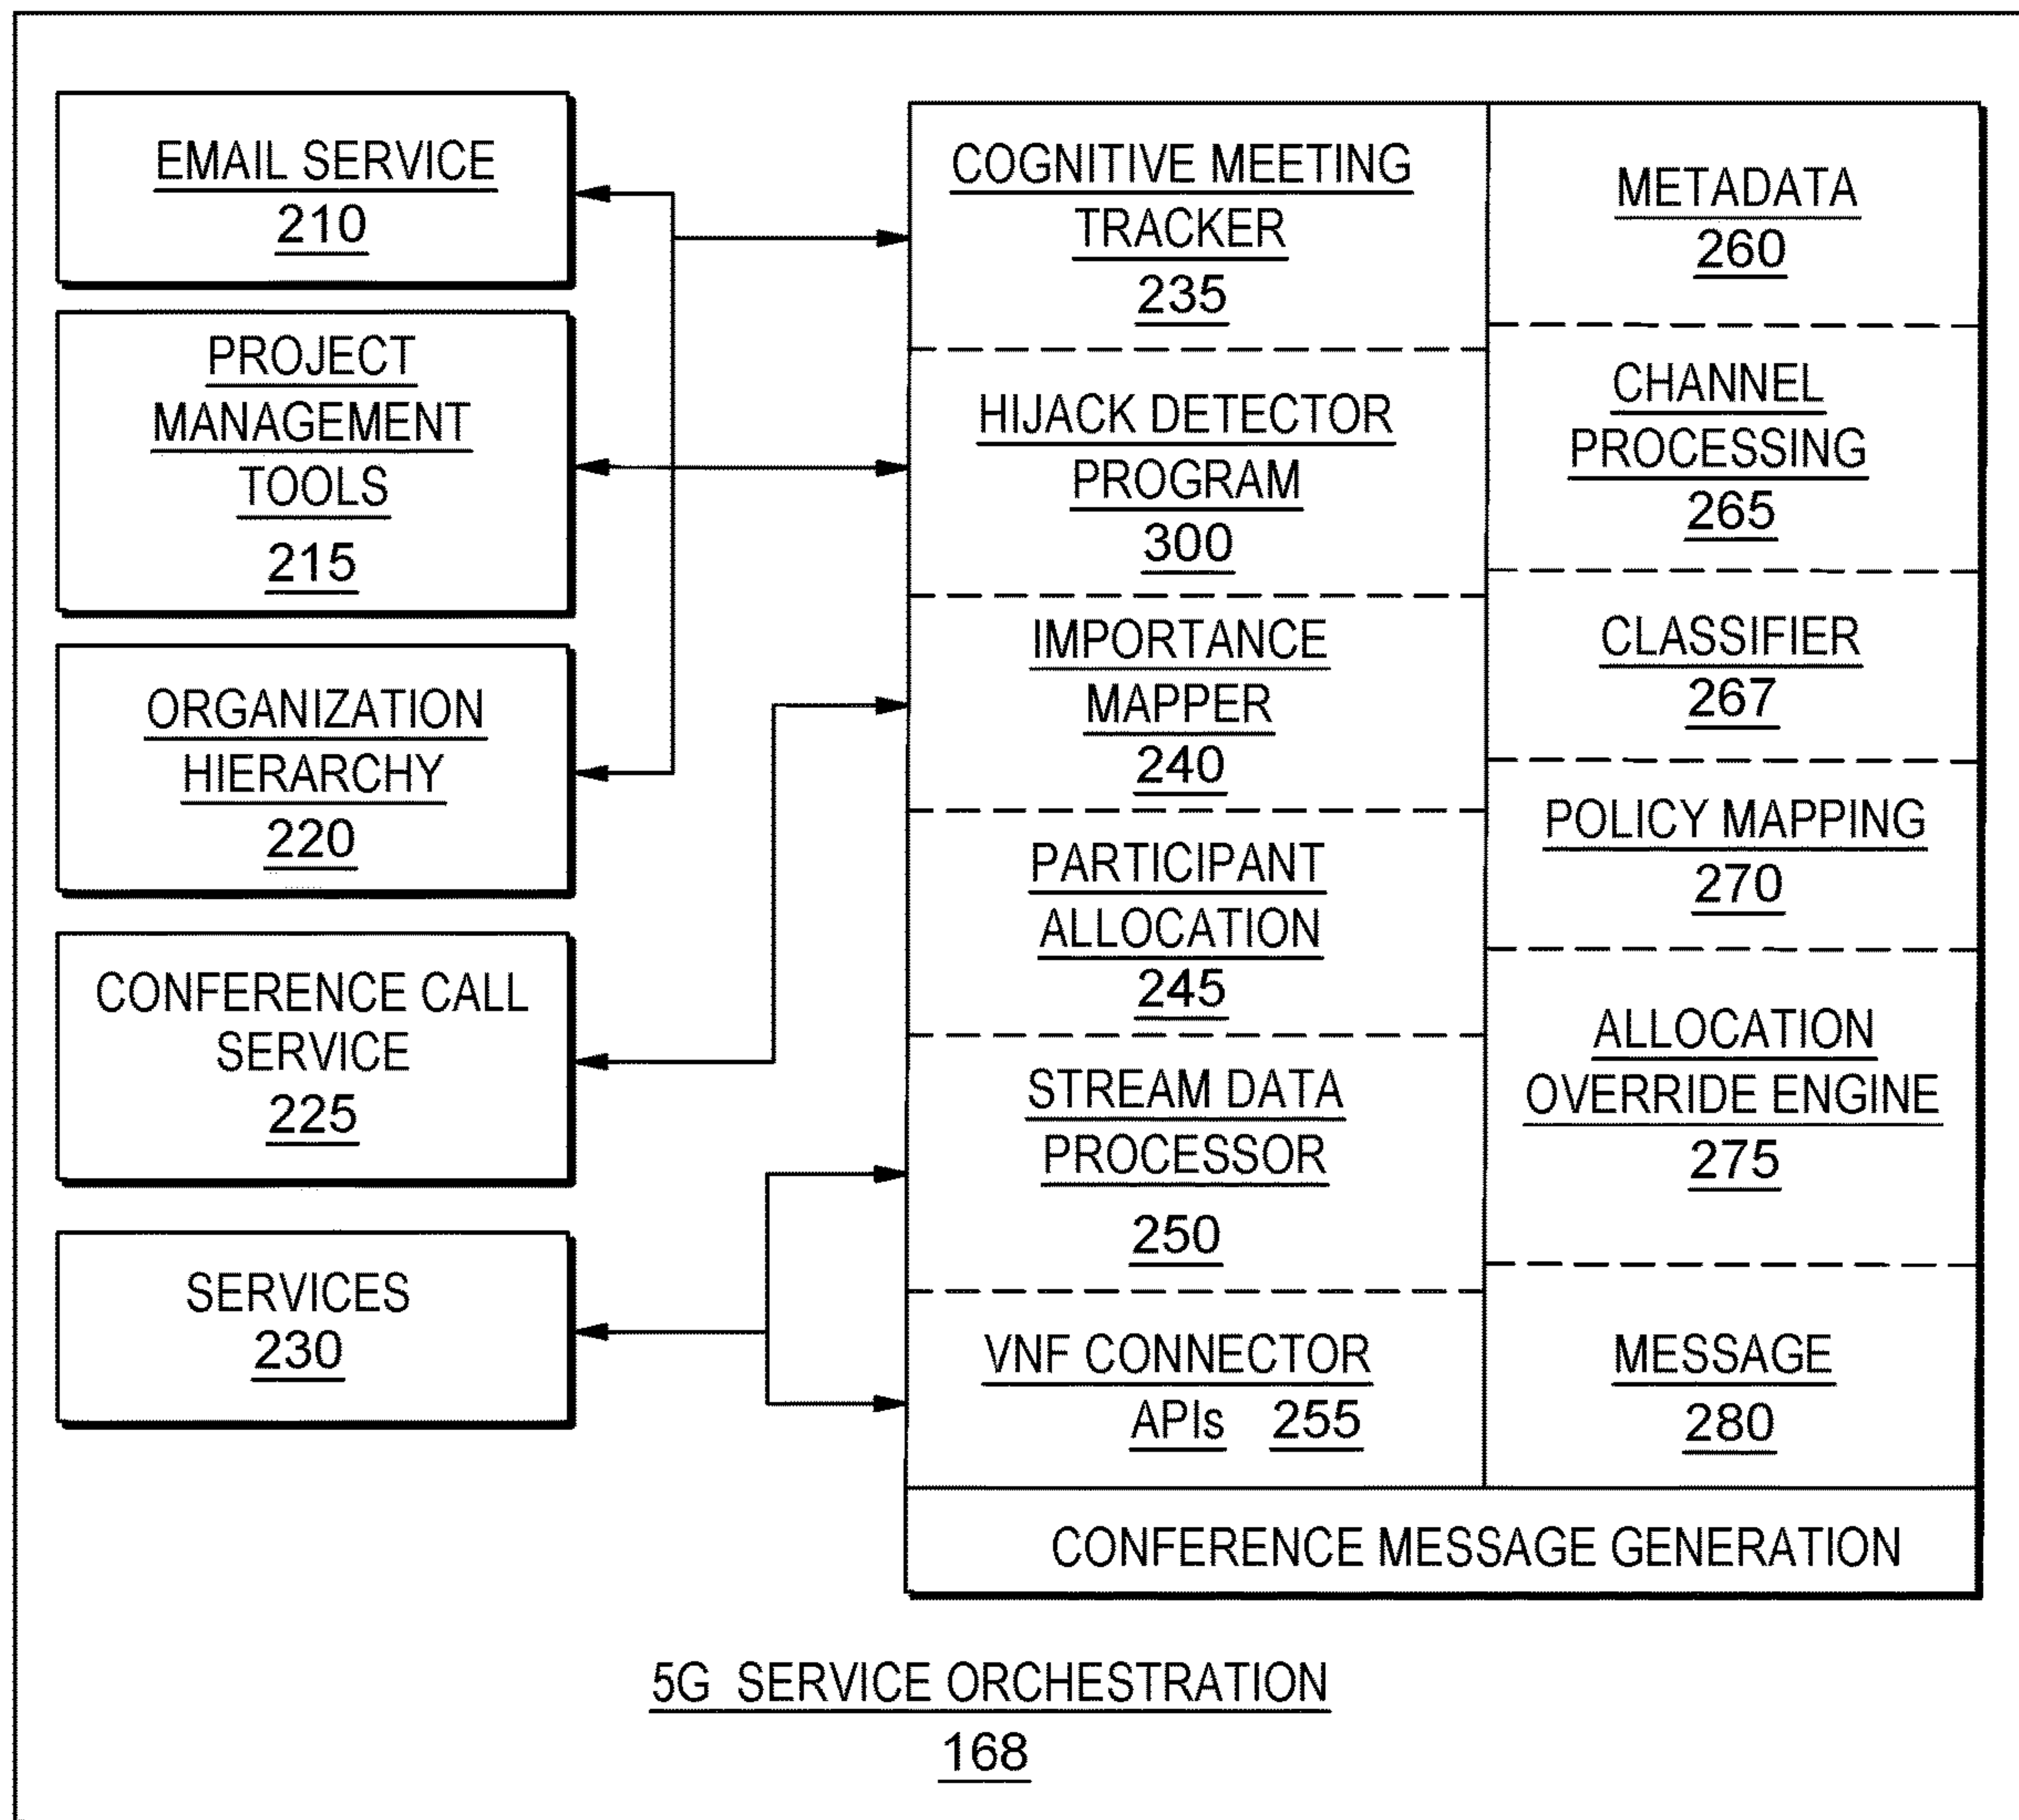 EMAIL SERVICE
210
PROJECT
MANAGEMENT
TOOLS
215
ORGANIZATION
HIERARCHY
220
CONFERENCE CALL
SERVICE
225
SERVICES
230
COGNITIVE MEETING
TRACKER
235
HIJACK DETECTOR
PROGRAM
300
IMPORTANCE
MAPPER
240
PARTICIPANT
ALLOCATION
245
STREAM DATA
PROCESSOR
250
VNF CONNECTOR
APIs 255
METADATA
260
CHANNEL
PROCESSING
265
CLASSIFIER
267
POLICY MAPPING
270
ALLOCATION
OVERRIDE ENGINE
275
MESSAGE
280
CONFERENCE MESSAGE GENERATION
5G SERVICE ORCHESTRATION
168